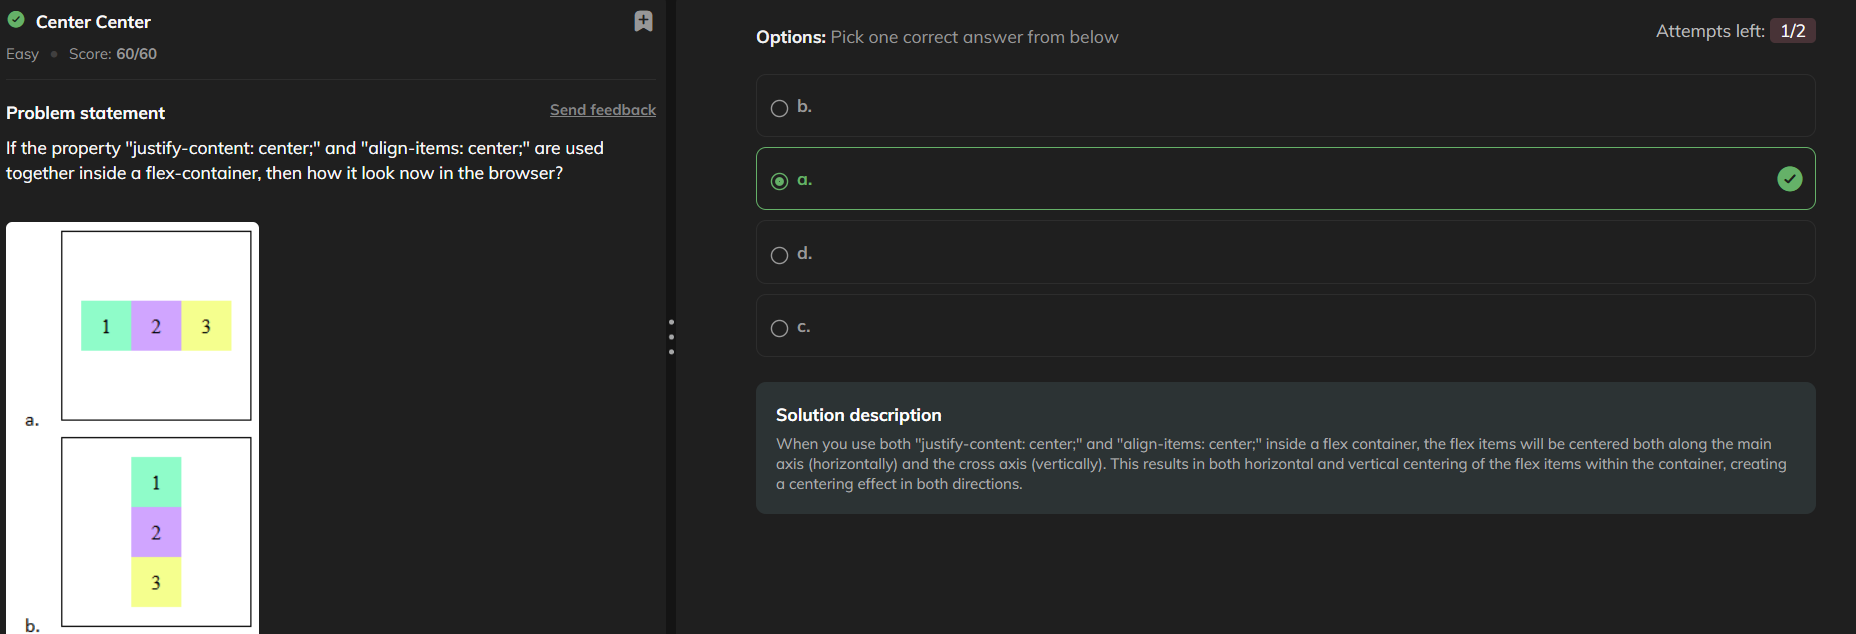 Center Center
Easy • Score: 60/60
Problem statement
Send feedback
If the property "justify-content: center;" and "align-items: center;" are used
together inside a flex-container, then how it look now in the browser?
1 2 3
a.
1
2
3
b.
Options: Pick one correct answer from below
Attempts left: 1/2
b.
a.
d.
c.
Solution description
When you use both "justify-content: center;" and "align-items: center;" inside a flex container, the flex items will be centered both along the main
axis (horizontally) and the cross axis (vertically). This results in both horizontal and vertical centering of the flex items within the container, creating
a centering effect in both directions.